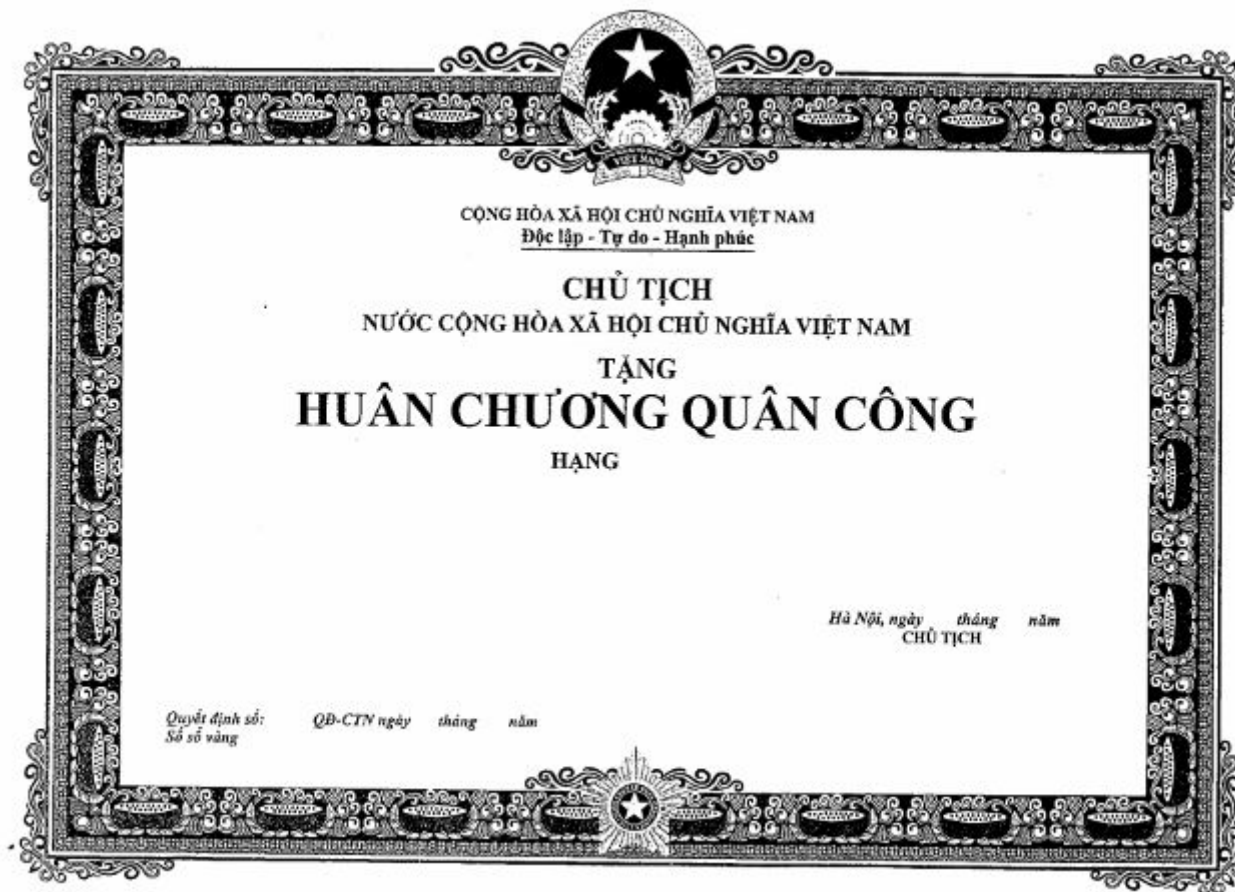 VIỆT NAM
CỘNG HÒA XÃ HỘI CHỦ NGHĨA VIỆT NAM
Độc lập - Tự do - Hạnh phúc
CHỦ TỊCH
NƯỚC CỘNG HÒA XÃ HỘI CHỦ NGHĨA VIỆT NAM
TẶNG
HUÂN CHƯƠNG QUÂN CÔNG
HẠNG
Hà Nội, ngày tháng năm
CHỦ TỊCH
Quyết định số: QĐ-CTN ngày tháng năm
Số sổ vàng